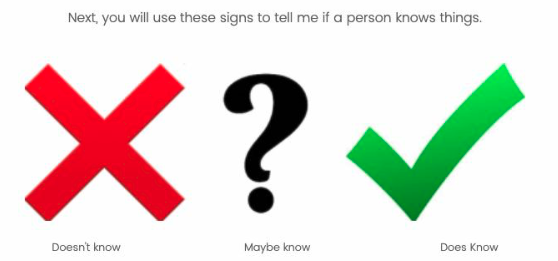 Next, you will use these signs to tell me if a person knows things.
?
Doesn't know
Maybe know
Does Know